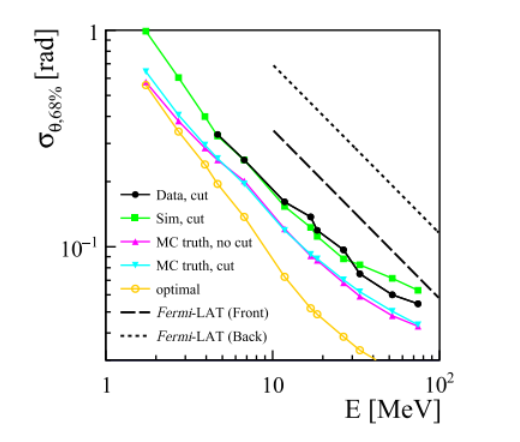 1
σθ,68% [rad]
Data, cut
Sim, cut
MC truth, no cut
10⁻¹
MC truth, cut
optimal
Fermi-LAT (Front)
Fermi-LAT (Back)
1 10 10²
E [MeV]